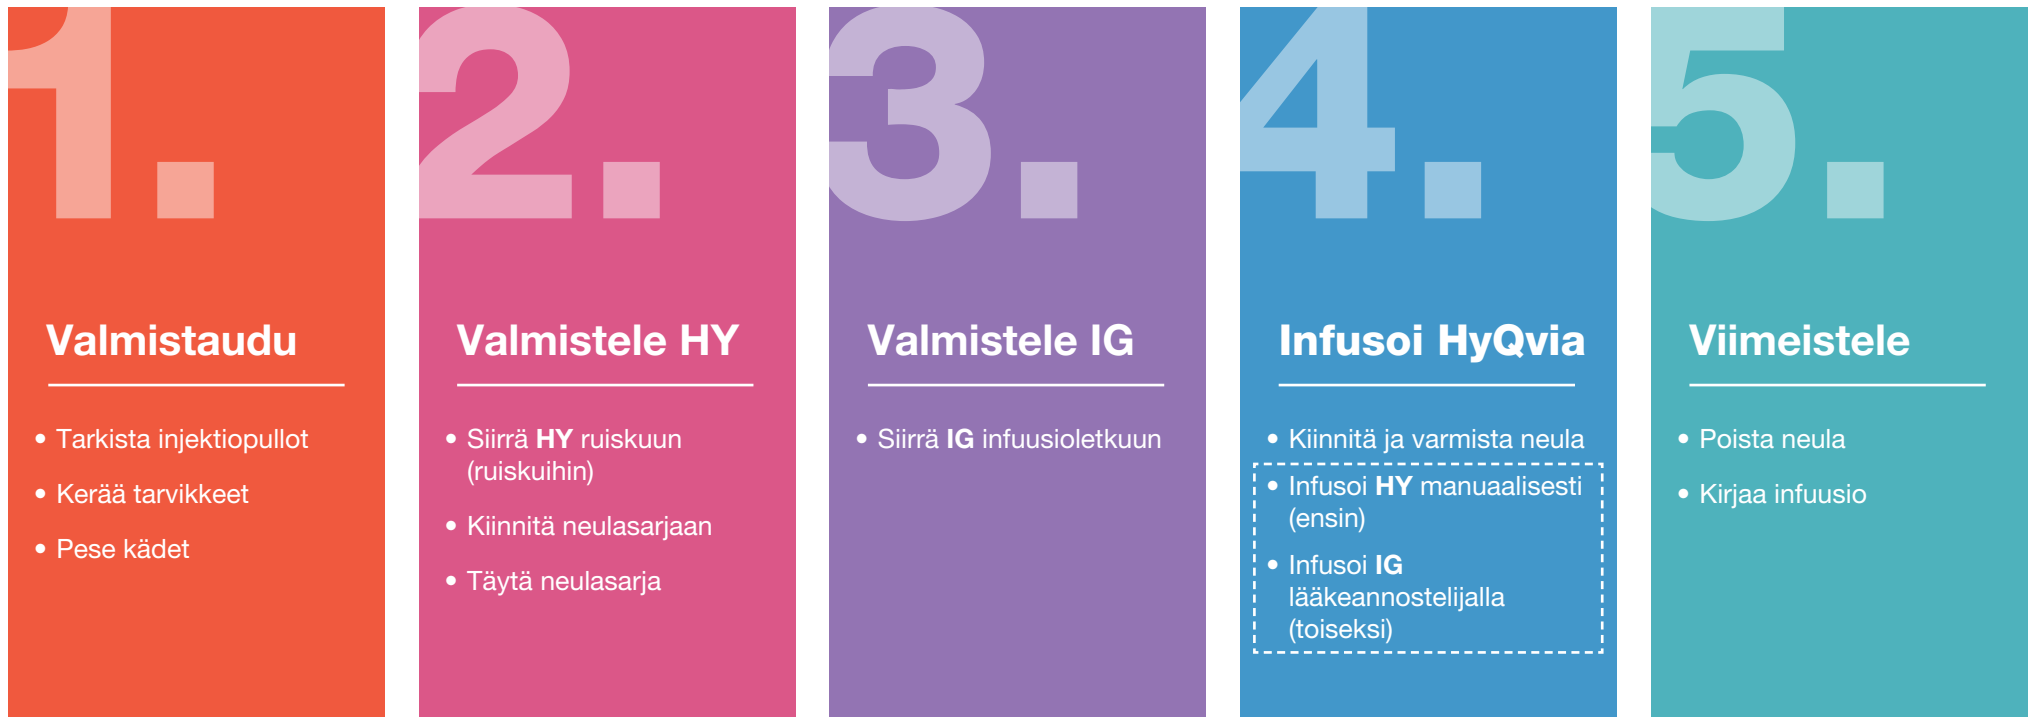 1.
Valmistaudu
• Tarkista injektiopullot
• Kerää tarvikkeet
• Pese kädet
2.
Valmistele HY
• Siirrä HY ruiskuun
(ruiskuihin)
• Kiinnitä neulasarjaan
• Täytä neulasarja
3.
Valmistele IG
• Siirrä IG infuusioletkuun
4.
Infusoi HyQvia
• Kiinnitä ja varmista neula
• Infusoi HY manuaalisesti
(ensin)
• Infusoi IG
lääkeannostelijalla
(toiseksi)
5.
Viimeistele
• Poista neula
• Kirjaa infuusio